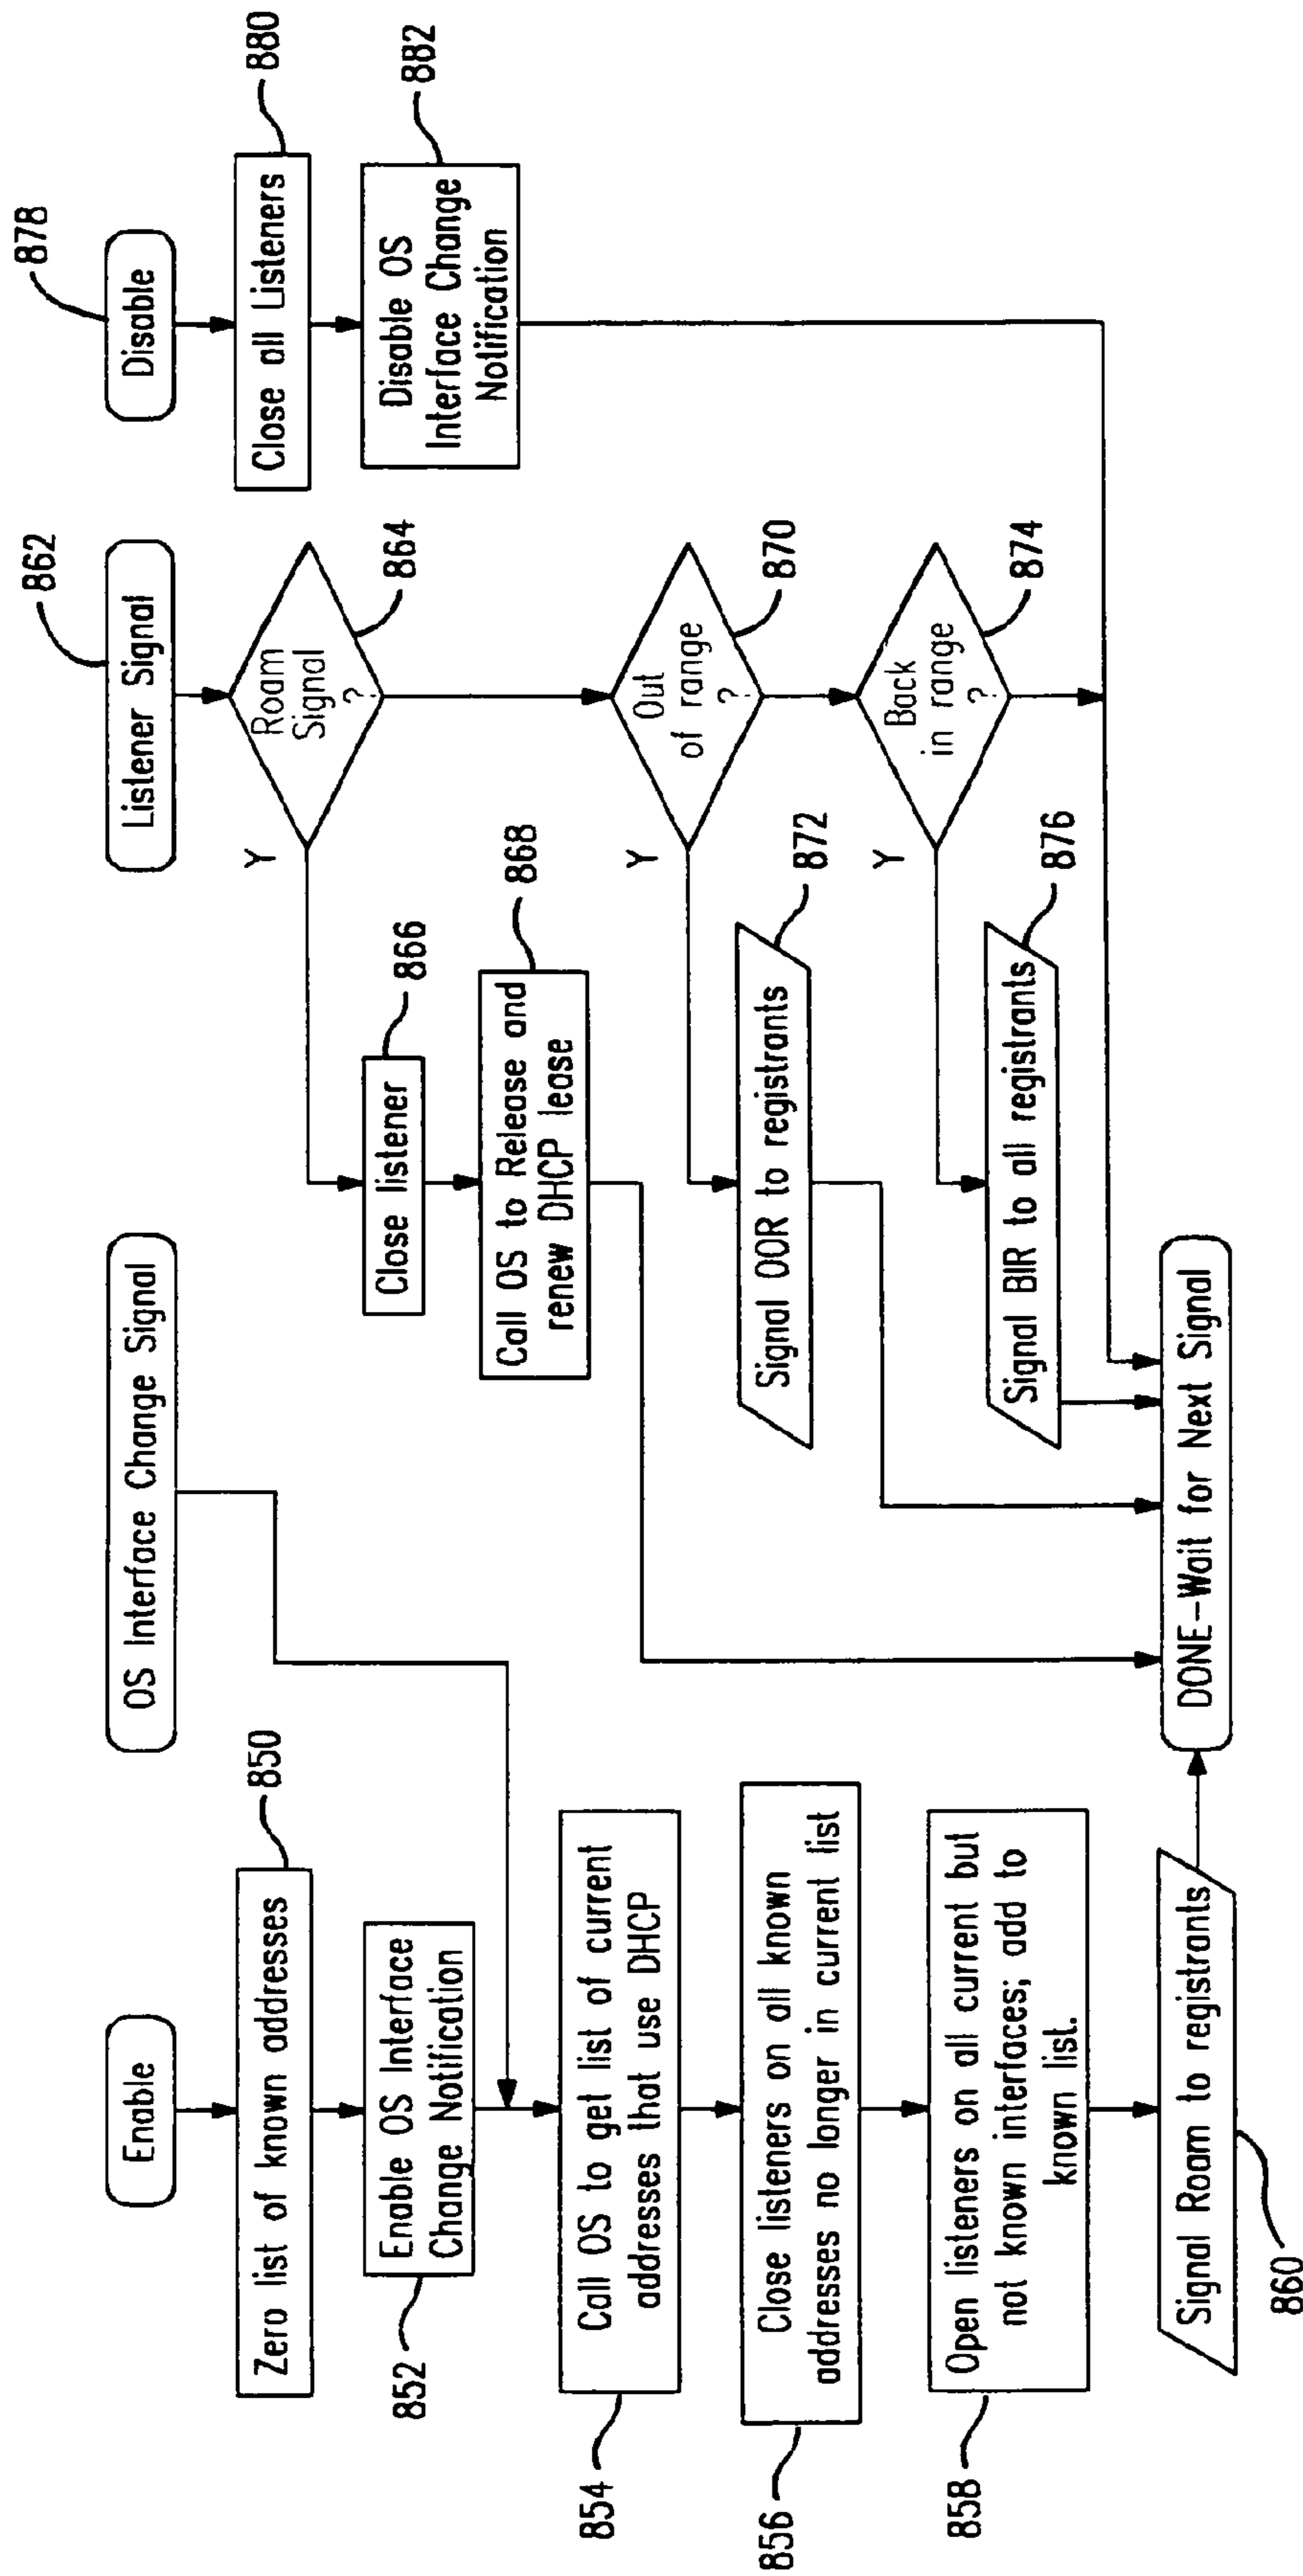 Enable
Zero list of known addresses
850
Enable OS Interface
Change Notification
852
Call OS to get list of current
addresses that use DHCP
854
Close listeners on all known
addresses no longer in current list
856
Open listeners on all current but
not known interfaces; add to
known list.
858
Signal Roam to registrants
860
OS Interface Change Signal
Listener Signal
862
Roam
Signal
?
864
Y
Close listener
866
Call OS to Release and
renew DHCP lease
868
Out
of range
?
870
Y
Signal OOR to registrants
872
Back
in range
?
874
Y
Signal BIR to all registrants
876
Disable
878
Close all Listeners
880
Disable OS
Interface Change
Notification
882
DONE-Wait for Next Signal